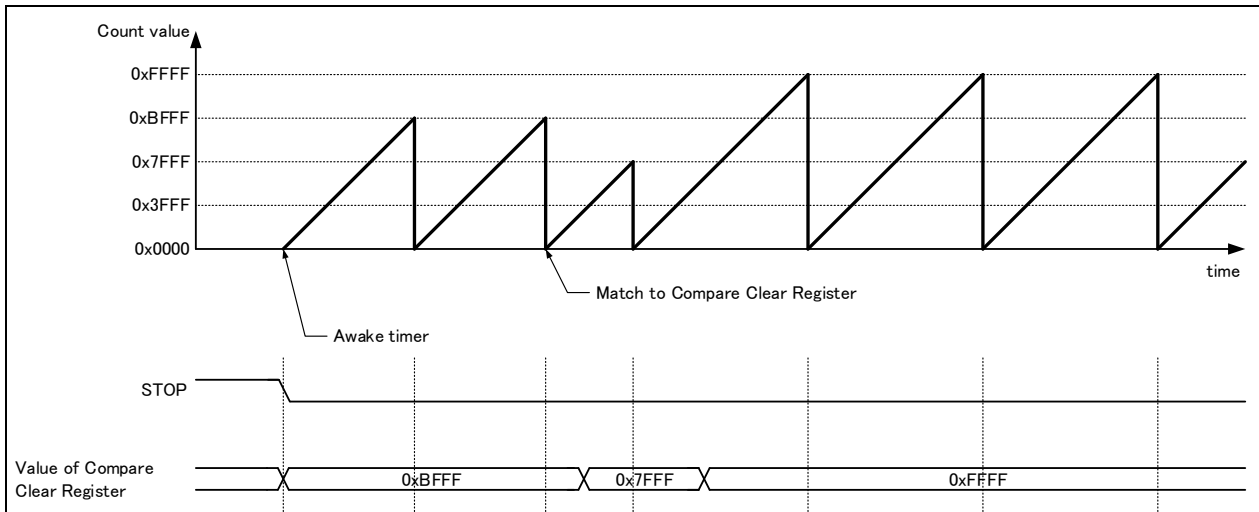 Count value
0xFFFF
0xBFFF
0x7FFF
0x3FFF
0x0000
time
Match to Compare Clear Register
Awake timer
STOP
Value of Compare
Clear Register
0xBFFF
0x7FFF
0xFFFF